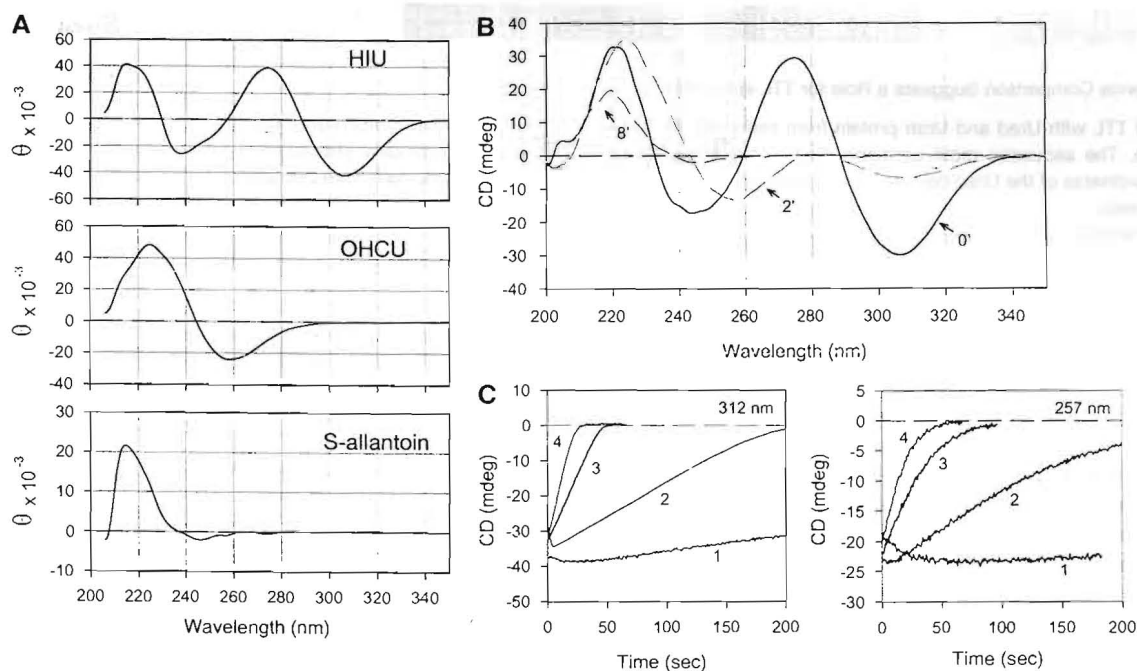 A
HIU
60
40
20
0
-20
-40
-60
θ x 10⁻³
OHCU
60
40
20
0
-20
-40
θ x 10⁻³
S-allantoin
30
20
10
0
-10
θ x 10⁻³
200 220 240 260 280 300 320 340
Wavelength (nm)
B
40
30
20
10
0
-10
-20
-30
-40
CD (mdeg)
8'
2'
0'
200 220 240 260 280 300 320 340
Wavelength (nm)
C
312 nm
10
0
-10
-20
-30
-40
-50
CD (mdeg)
4
3
2
1
0 50 100 150 200
Time (sec)
257 nm
5
0
-5
-10
-15
-20
-25
-30
CD (mdeg)
4
3
2
1
0 50 100 150 200
Time (sec)